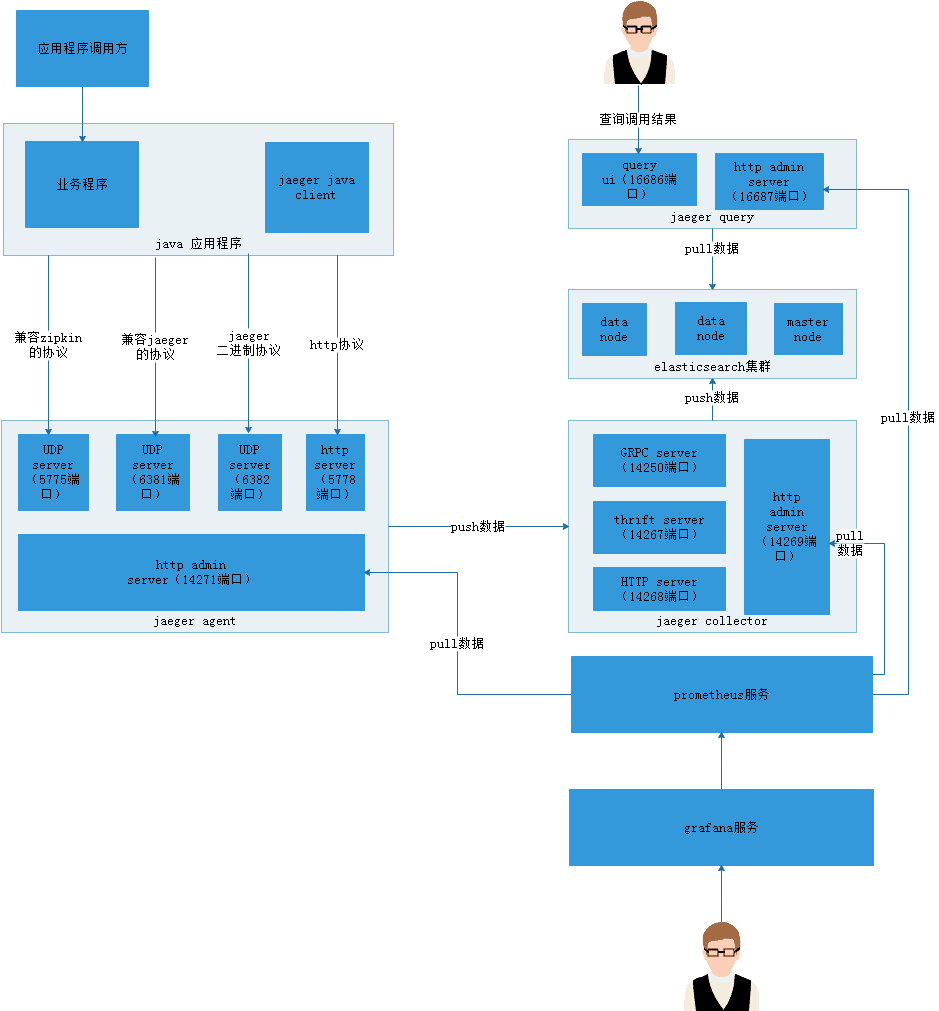 应用程序调用方
查询调用结果
业务程序
jaeger java
client
java 应用程序
query
ui（16686端
口）
http admin
server
（16687端口）
jaeger query
pull数据
data
node
data
node
master
node
elasticsearch集群
push数据
兼容zipkin
的协议
兼容jaeger
的协议
jaeger
二进制协议
http协议
UDP
server
（5775端
口）
UDP
server
（6381端
口）
UDP
server
（6382
端口）
http
server
（5778
端口）
http admin
server（14271端口）
jaeger agent
push数据
GRPC server
（14250端口）
thrift server
（14267端口）
HTTP server
（14268端口）
http
admin
server
（14269端
口）
jaeger collector
pull
数据
pull数据
pull数据
prometheus服务
grafana服务